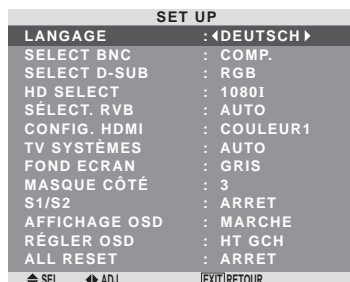 SET UP
LANGAGE : DEUTSCH
SELECT BNC : COMP.
SELECT D-SUB : RGB
HD SELECT : 1080I
SÉLECT. RVB : AUTO
CONFIG. HDMI : COULEUR1
TV SYSTÈMES : AUTO
FOND ECRAN : GRIS
MASQUE CÔTÉ : 3
S1/S2 : ARRET
AFFICHAGE OSD : MARCHE
RÉGLER OSD : HT GCH
ALL RESET : ARRET
SEL. ADJ. EXIT RETOUR